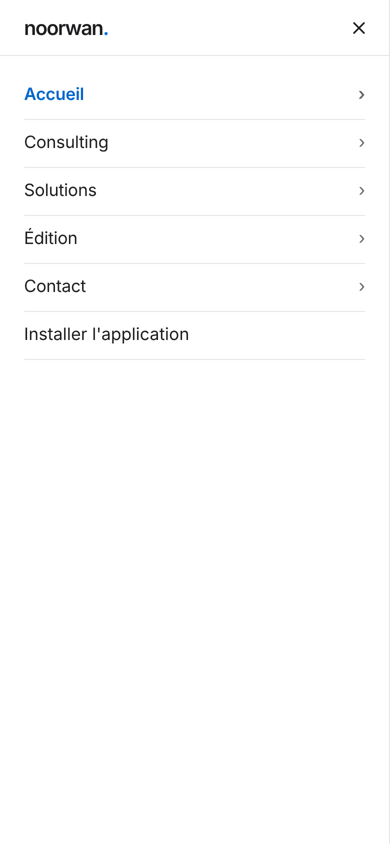 noorwan.
Accueil
Consulting
Solutions
Édition
Contact
Installer l'application